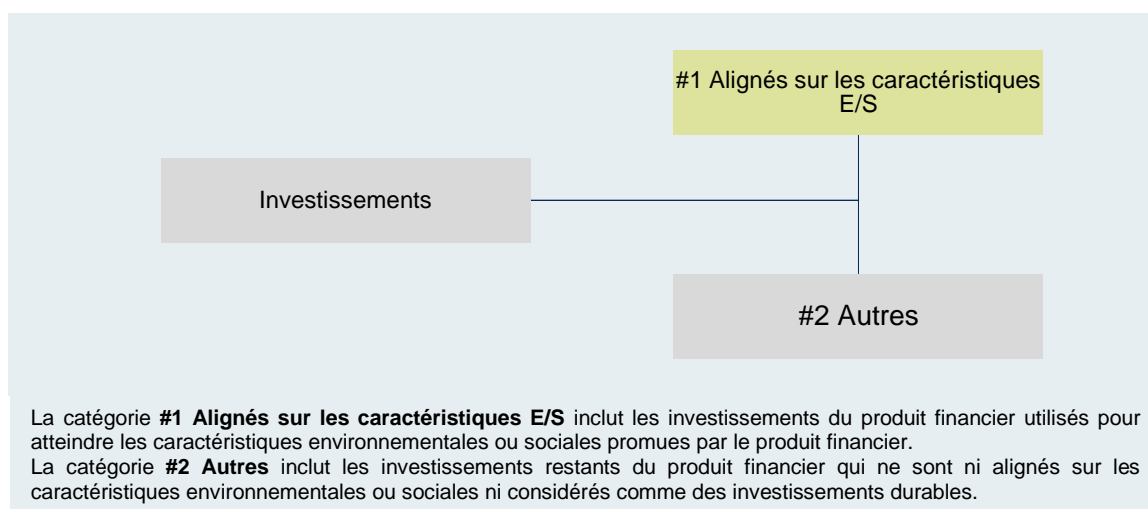 #1 Alignés sur les caractéristiques
E/S
Investissements
#2 Autres
La catégorie #1 Alignés sur les caractéristiques E/S inclut les investissements du produit financier utilisés pour
atteindre les caractéristiques environnementales ou sociales promues par le produit financier.
La catégorie #2 Autres inclut les investissements restants du produit financier qui ne sont ni alignés sur les
caractéristiques environnementales ou sociales ni considérés comme des investissements durables.